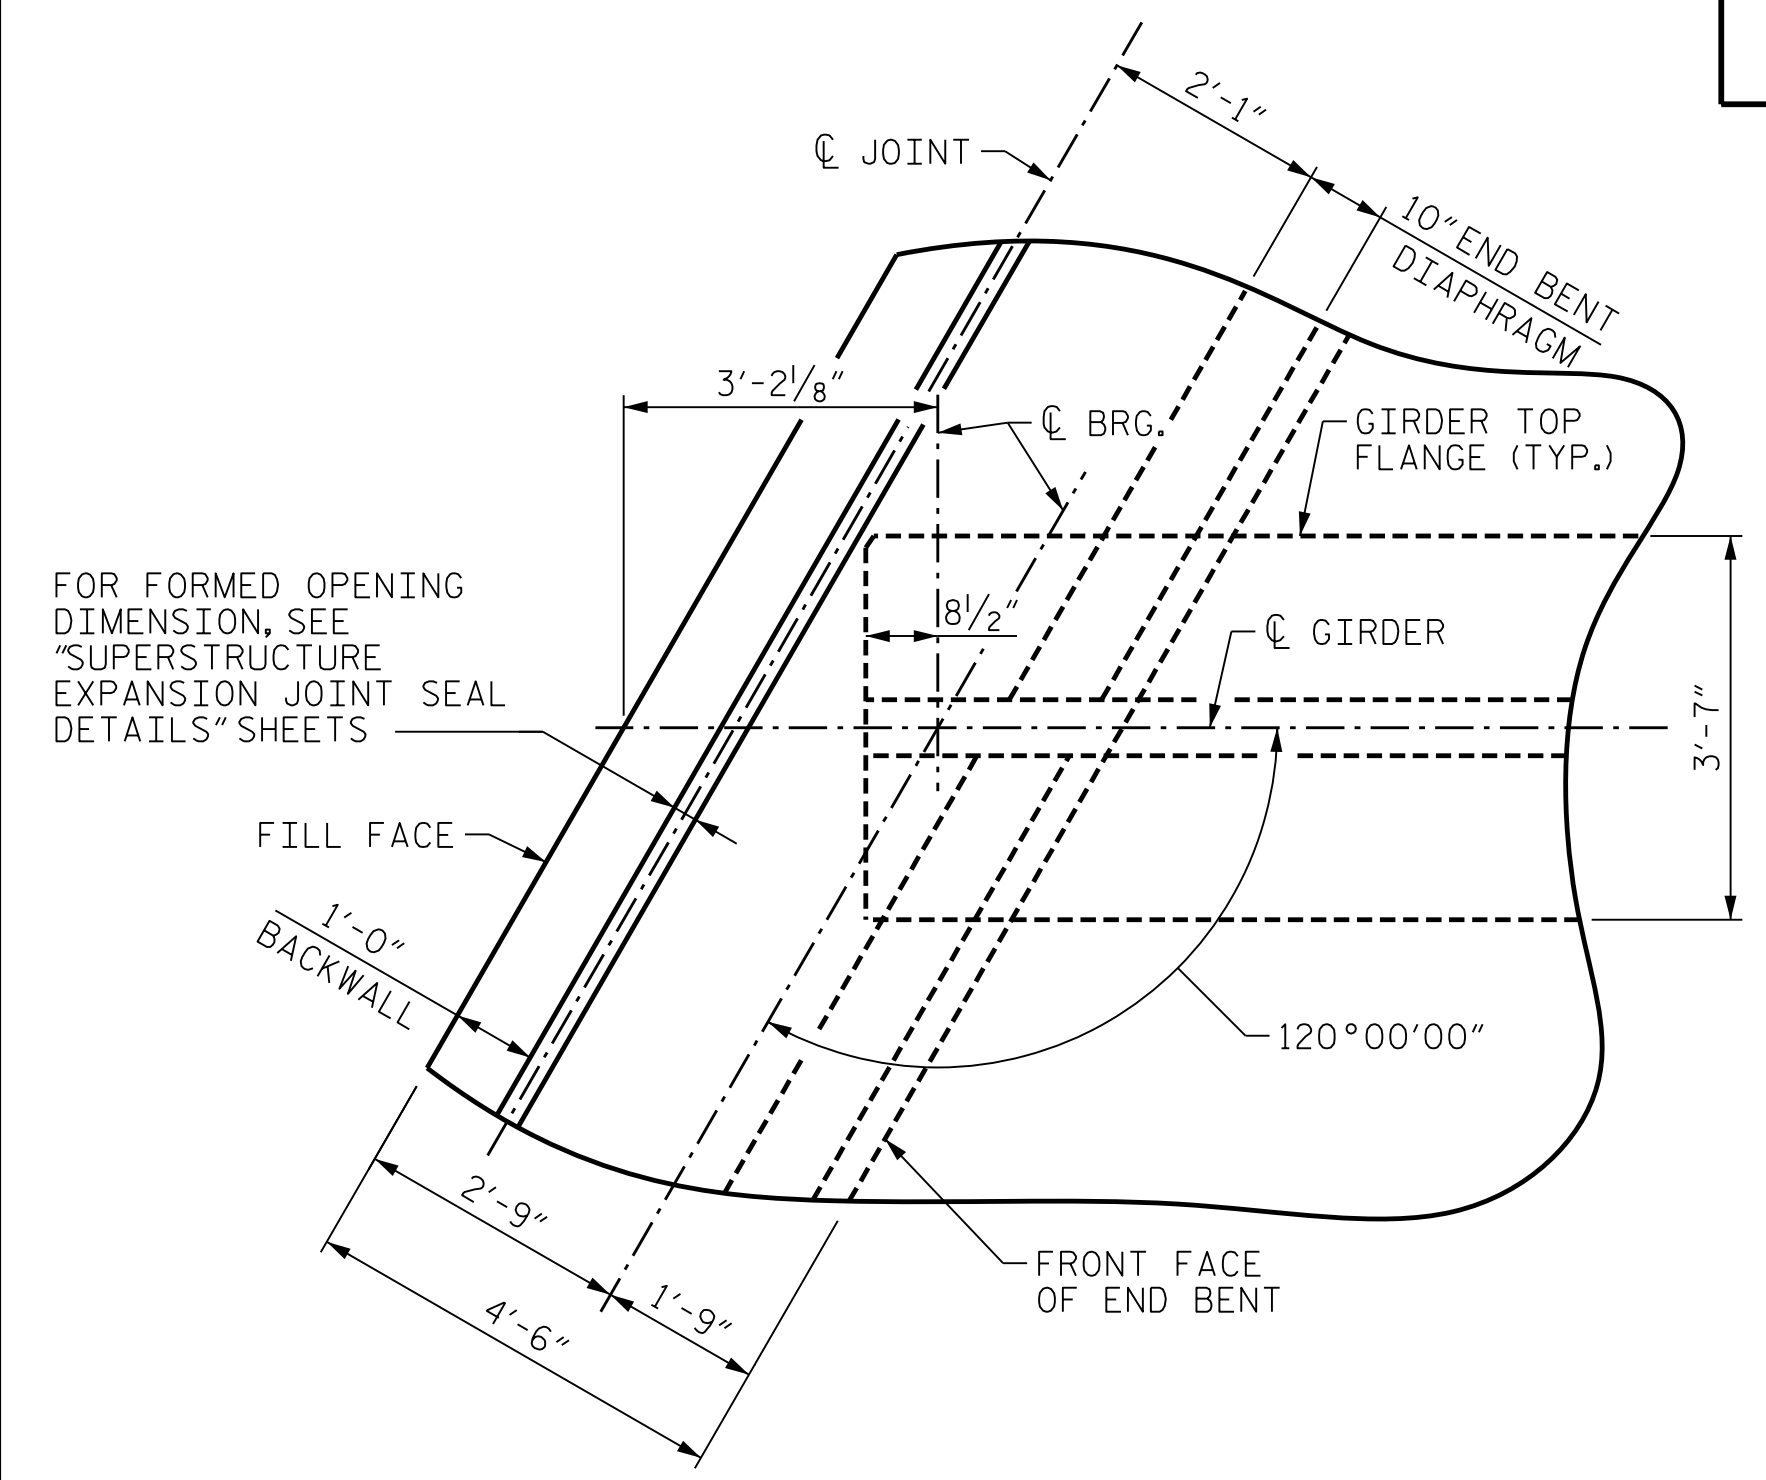 2'-1"
℄ JOINT
10" END BENT
DIAPHRAGM
3'-2 1/8"
℄ BRG.
GIRDER TOP
FLANGE (TYP.)
FOR FORMED OPENING
DIMENSION, SEE
"SUPERSTRUCTURE
EXPANSION JOINT SEAL
DETAILS" SHEETS
8 1/2"
℄ GIRDER
3'-7"
FILL FACE
1'-0"
BACKWALL
120°00'00"
2'-9"
1'-9"
4'-6"
FRONT FACE
OF END BENT